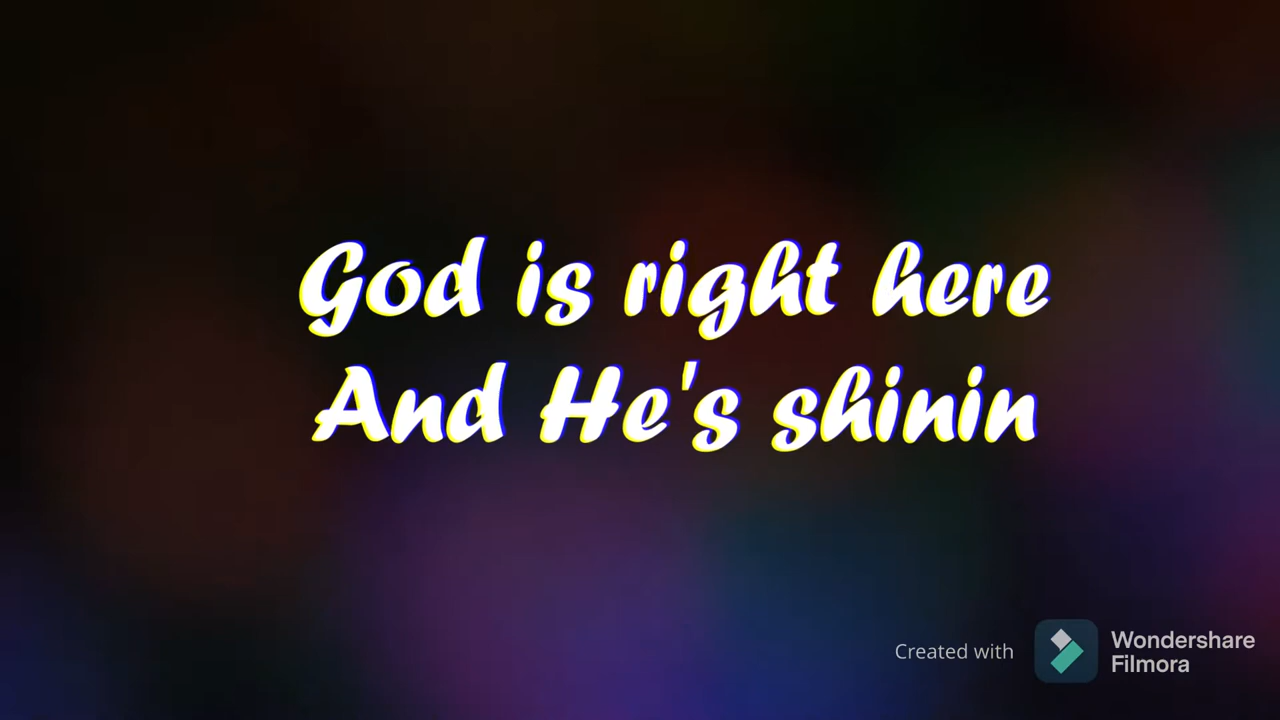 God is right here
And He's shinin
Created with
Wondershare
Filmora